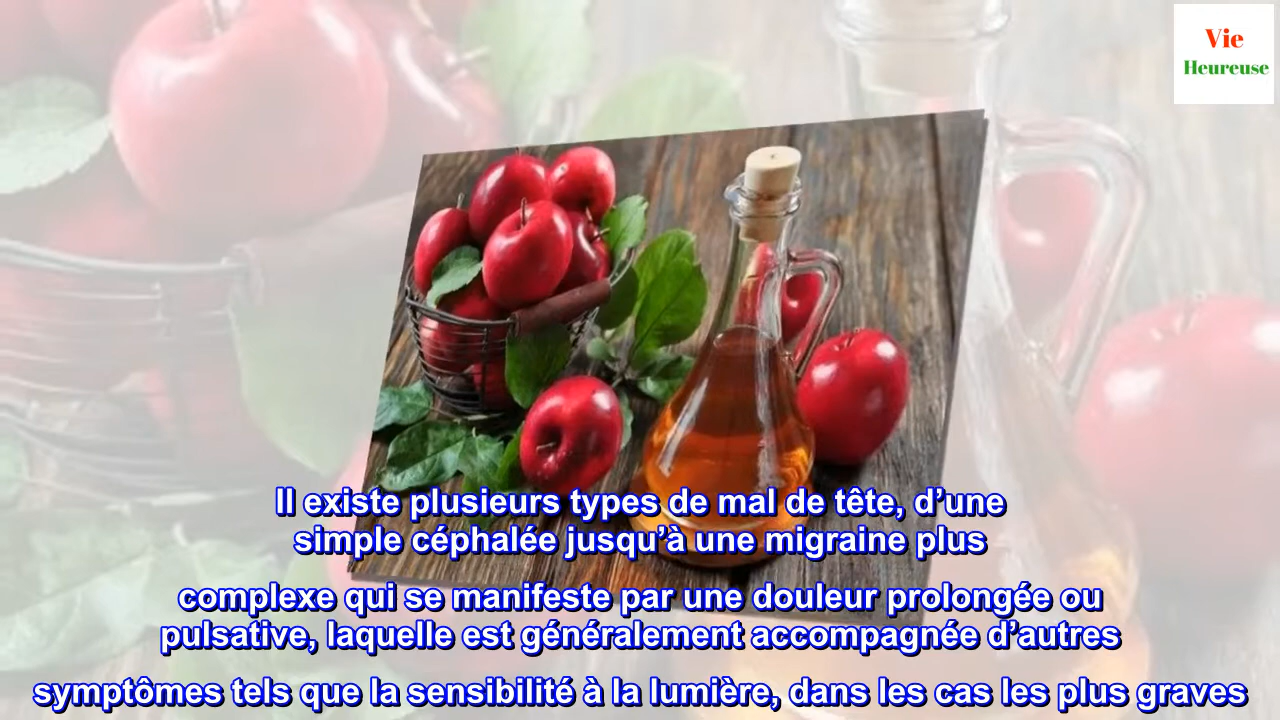 Vie
Heureuse
Il existe plusieurs types de mal de tête, d’une
simple céphalée jusqu’à une migraine plus
complexe qui se manifeste par une douleur prolongée ou
pulsative, laquelle est généralement accompagnée d’autres
symptômes tels que la sensibilité à la lumière, dans les cas les plus graves